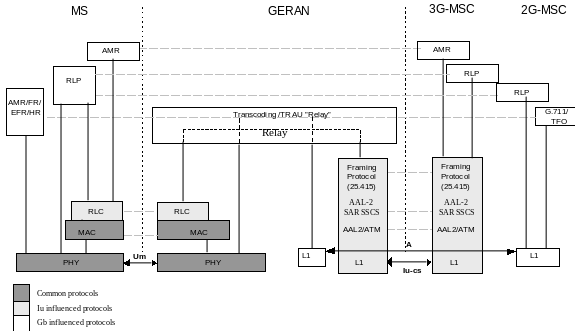 MS GERAN 3G-MSC 2G-MSC
AMR AMR
RLP RLP
RLP
AMR/FR/
EFR/HR
G.711/
TFO
Transcoding /TRAU "Relay"
Relay
Framing
Protocol
(25.415)
AAL-2
SAR SSCS
AAL2/ATM
L1
Framing
Protocol
(25.415)
AAL-2
SAR SSCS
AAL2/ATM
L1
RLC RLC
MAC MAC
PHY Um PHY
L1 A L1
Iu-cs
Common protocols
Iu influenced protocols
Gb influenced protocols